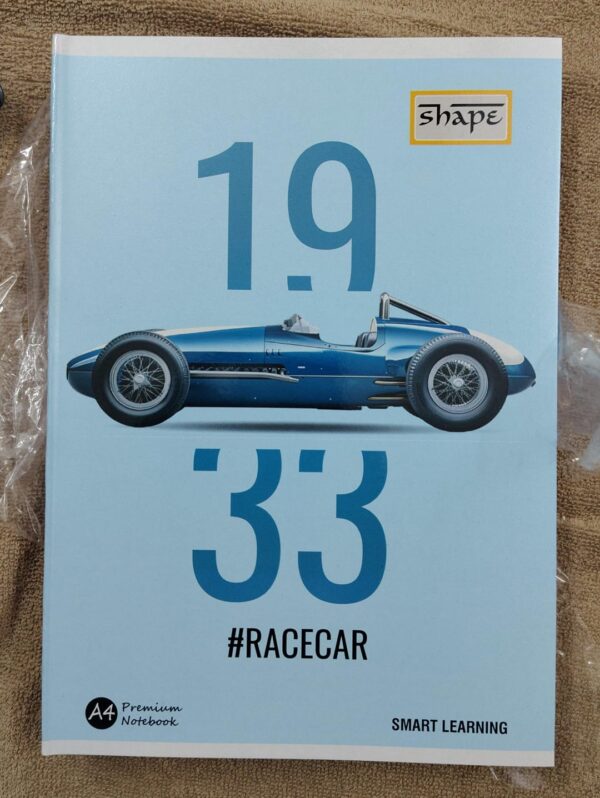 shape
19
33
#RACECAR
A4 Premium
Notebook
SMART LEARNING